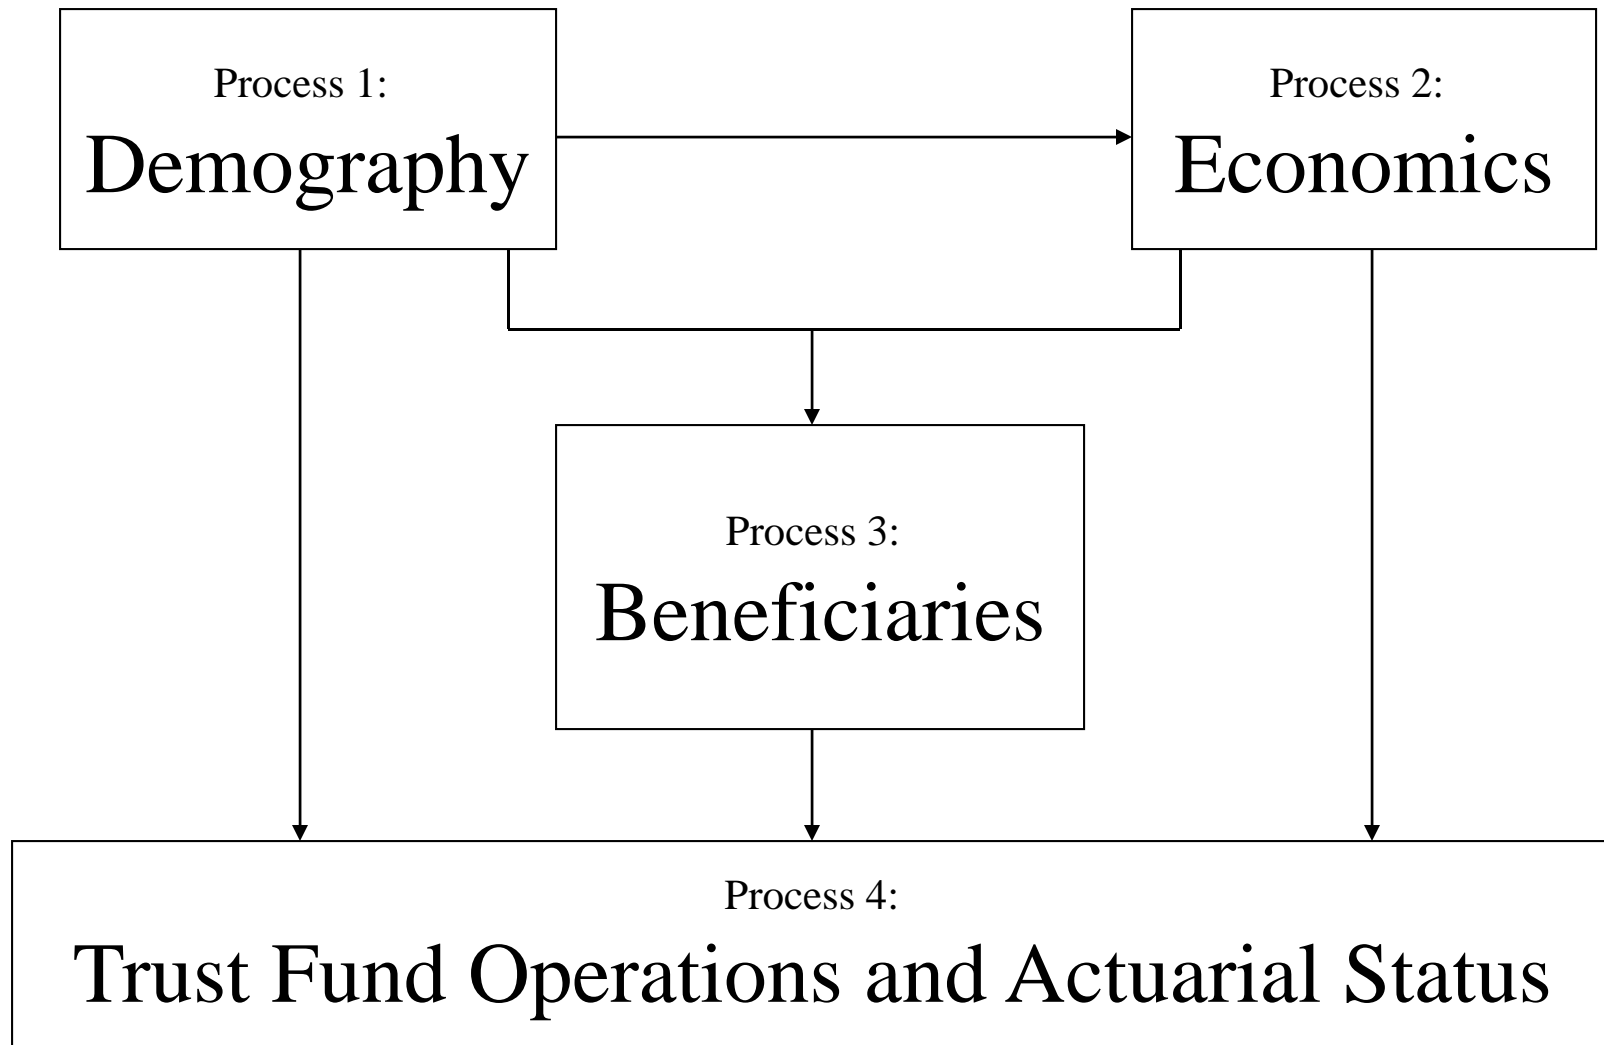 Process 1:
Demography
Process 2:
Economics
Process 3:
Beneficiaries
Process 4:
Trust Fund Operations and Actuarial Status